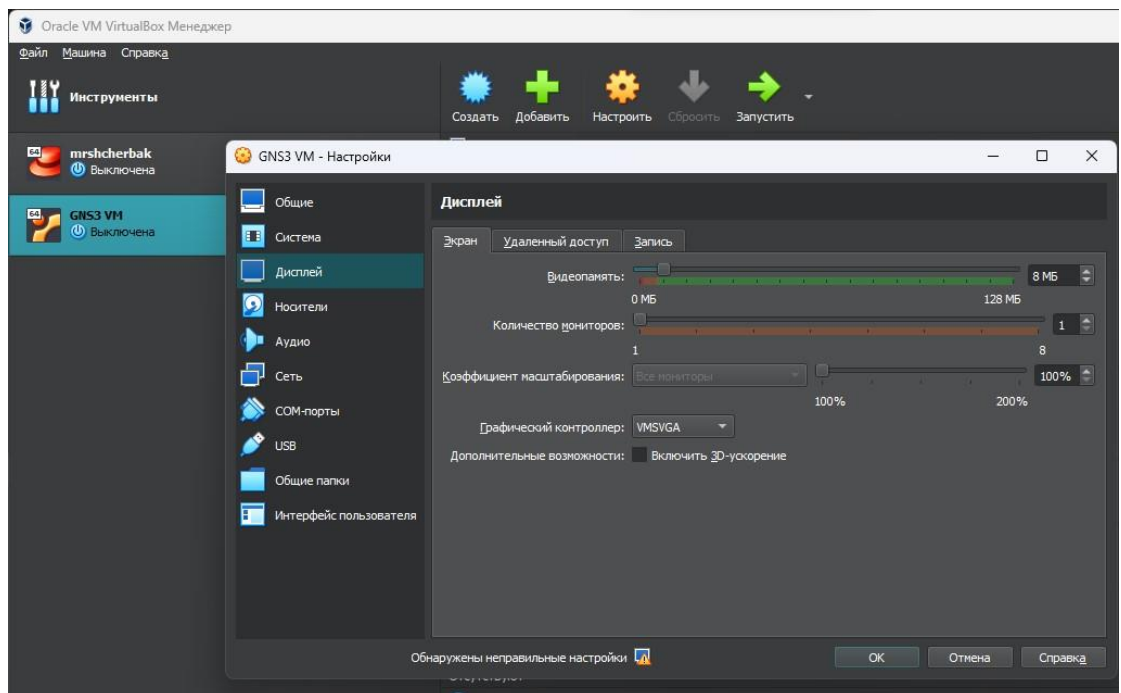 Oracle VM VirtualBox Менеджер
Файл Машина Справка
Инструменты
Создать Добавить Настроить Сбросить Запустить
64 mrshcherbak
Выключена
64 GNS3 VM
Выключена
GNS3 VM - Настройки
Общие
Система
Дисплей
Носители
Аудио
Сеть
COM-порты
USB
Общие папки
Интерфейс пользователя
Дисплей
Экран Удаленный доступ Запись
Видеопамять: 8 МБ
0 МБ 128 МБ
Количество мониторов: 1
1 8
Коэффициент масштабирования: Все мониторы 100%
100% 200%
Графический контроллер: VMSVGA
Дополнительные возможности: Включить 3D-ускорение
Обнаружены неправильные настройки OK Отмена Справка